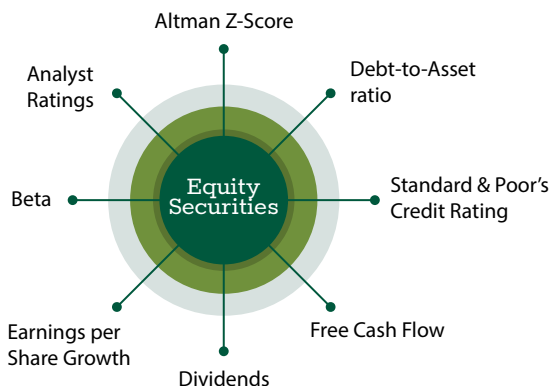 Altman Z-Score
Analyst
Ratings
Debt-to-Asset
ratio
Beta
Equity
Securities
Standard & Poor's
Credit Rating
Earnings per
Share Growth
Free Cash Flow
Dividends